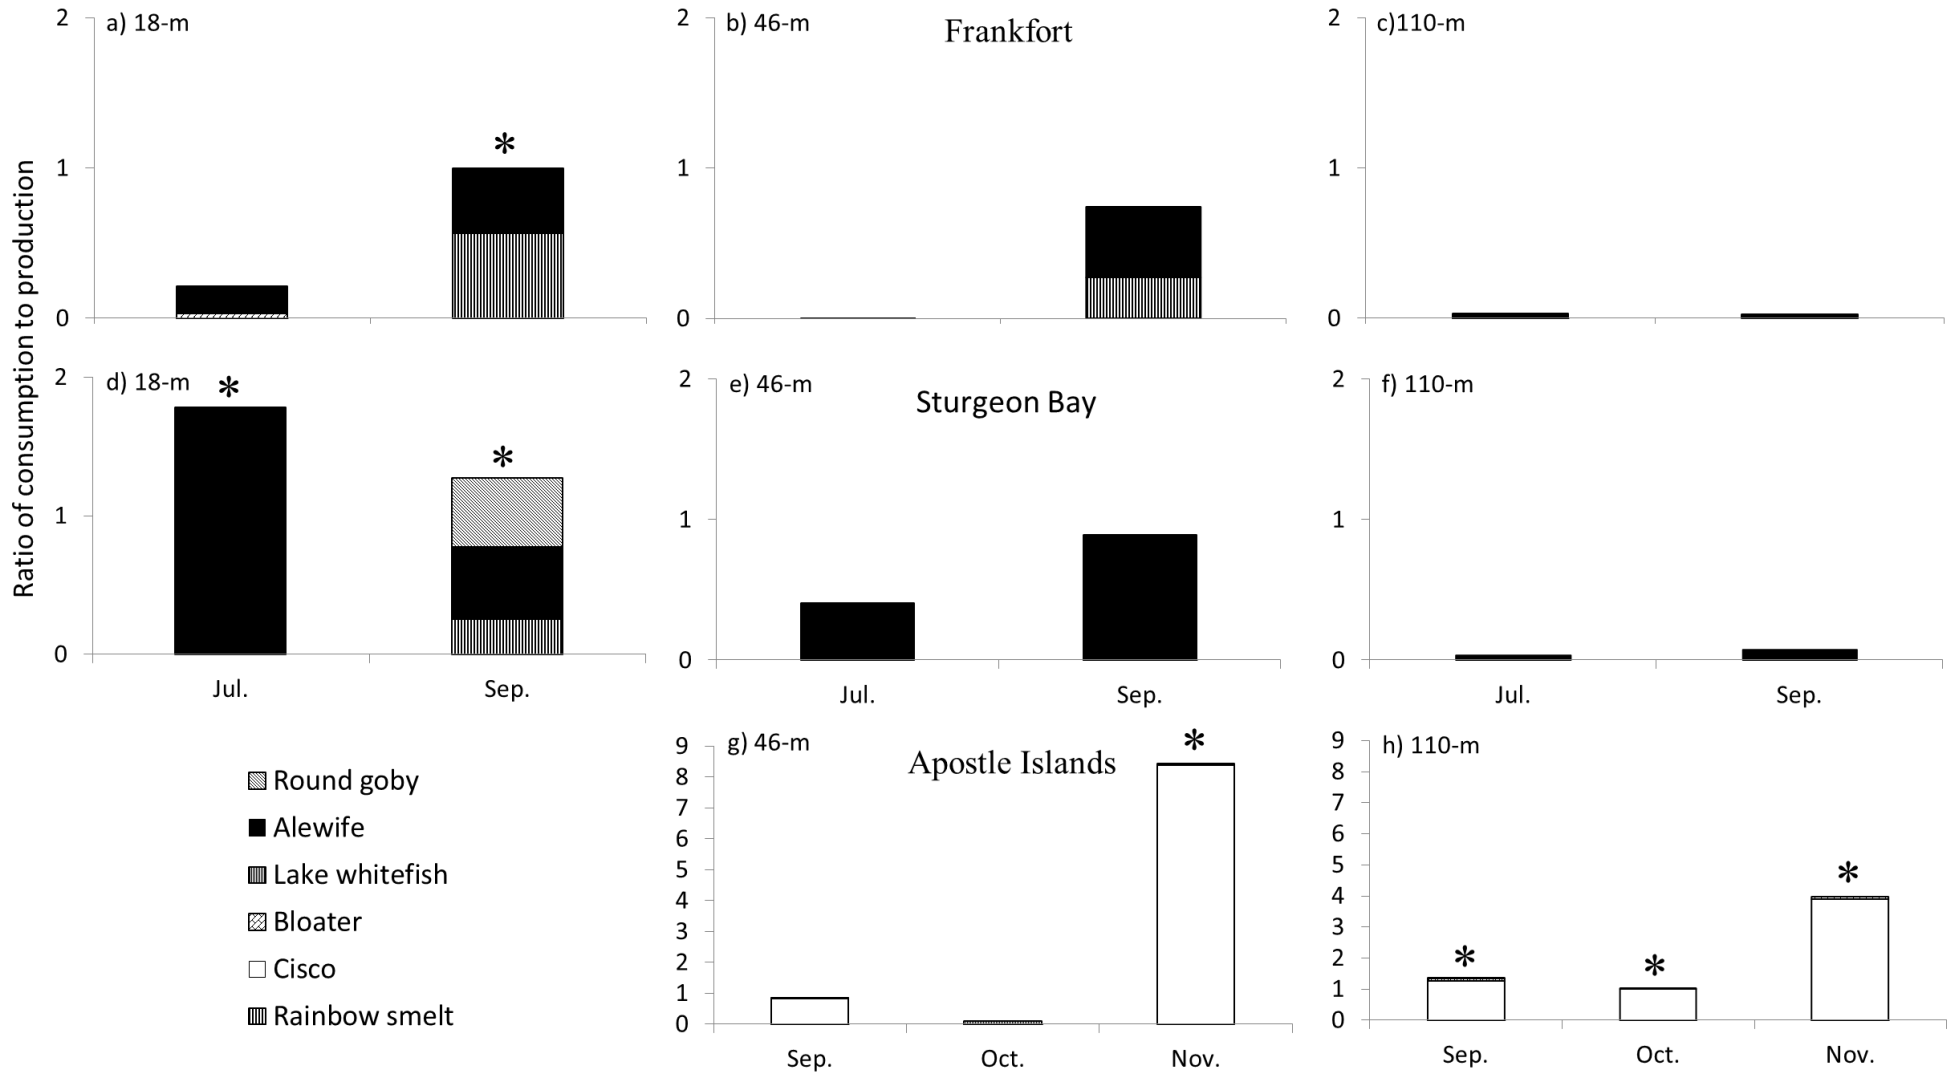 a) 18-m
b) 46-m
Frankfort
c)110-m
2
1
0
2
1
0
2
1
0
*
Ratio of consumption to production
d) 18-m
e) 46-m
Sturgeon Bay
f) 110-m
2
1
0
2
1
0
2
1
0
*
*
Jul.
Sep.
Jul.
Sep.
Jul.
Sep.
Round goby
Alewife
Lake whitefish
Bloater
Cisco
Rainbow smelt
g) 46-m
Apostle Islands
9
8
7
6
5
4
3
2
1
0
*
Sep.
Oct.
Nov.
h) 110-m
9
8
7
6
5
4
3
2
1
0
*
*
*
Sep.
Oct.
Nov.